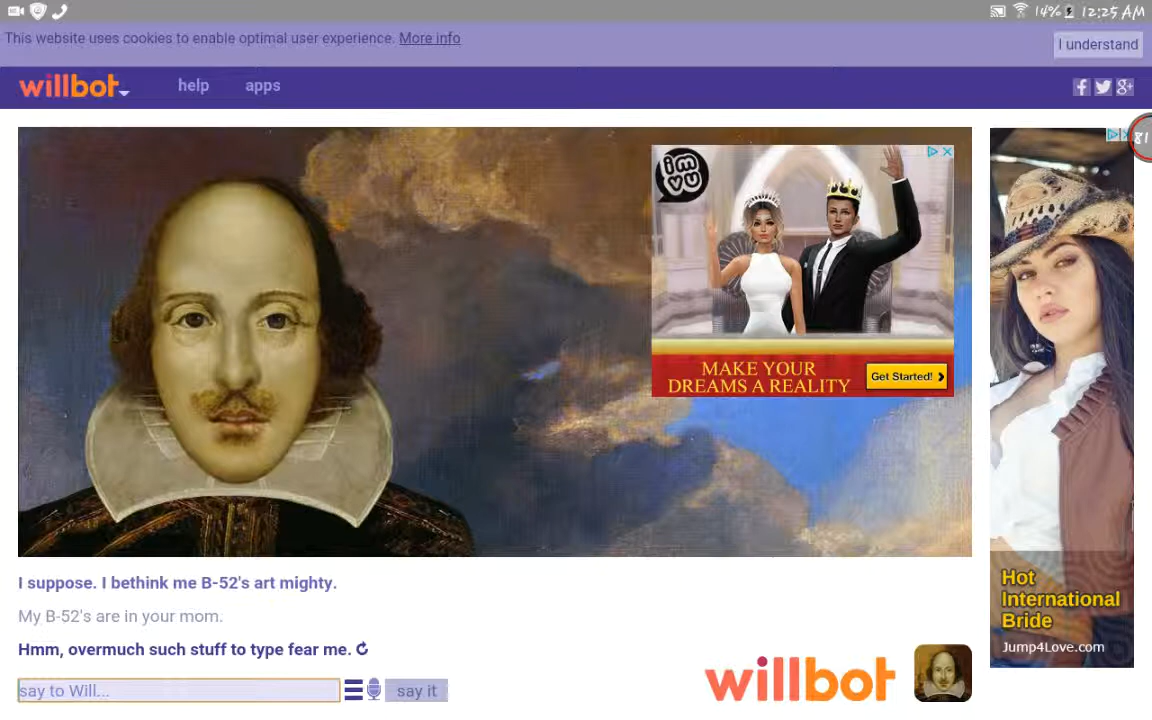 14% 12:25 AM
This website uses cookies to enable optimal user experience. More info
I understand
willbot
help apps
f g+
81
imvu
MAKE YOUR
DREAMS A REALITY
Get Started!
Hot
International
Bride
Jump4Love.com
I suppose. I bethink me B-52's art mighty.
My B-52's are in your mom.
Hmm, overmuch such stuff to type fear me.
say to Will...
say it
willbot